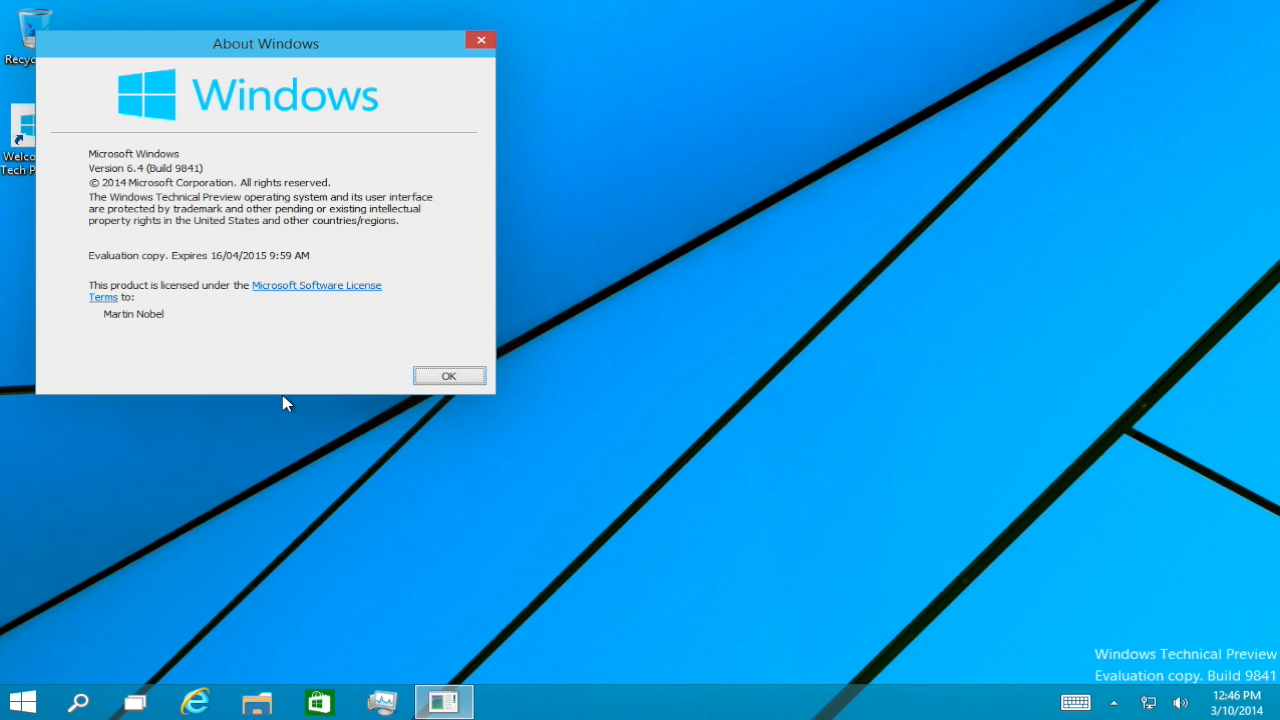 About Windows
Windows
Microsoft Windows
Version 6.4 (Build 9841)
© 2014 Microsoft Corporation. All rights reserved.
The Windows Technical Preview operating system and its user interface
are protected by trademark and other pending or existing intellectual
property rights in the United States and other countries/regions.
Evaluation copy. Expires 16/04/2015 9:59 AM
This product is licensed under the Microsoft Software License
Terms to:
Martin Nobel
OK
Recyc
Welco
Tech P
Windows Technical Preview
Evaluation copy. Build 9841
12:46 PM
3/10/2014